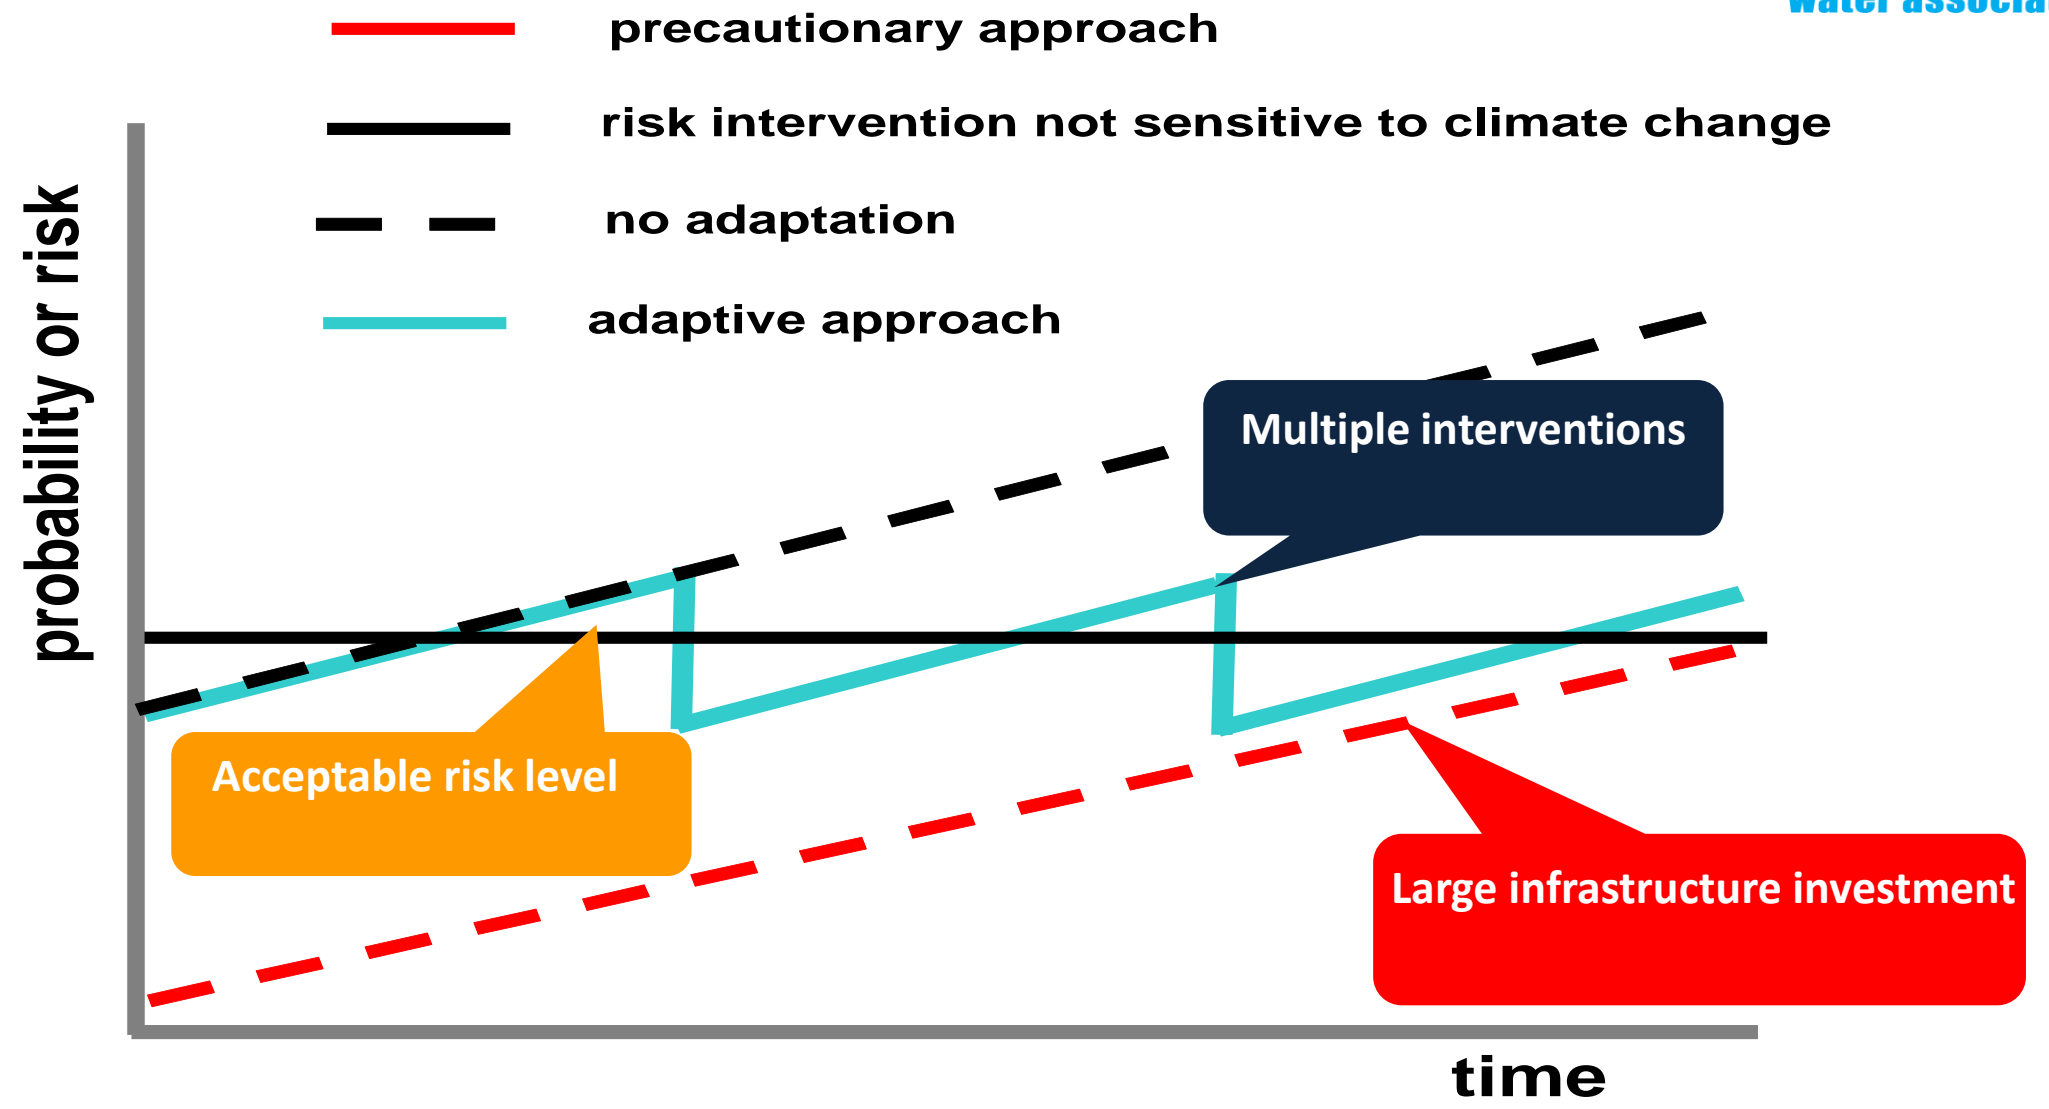 precautionary approach
risk intervention not sensitive to climate change
no adaptation
adaptive approach
probability or risk
Multiple interventions
Acceptable risk level
Large infrastructure investment
time